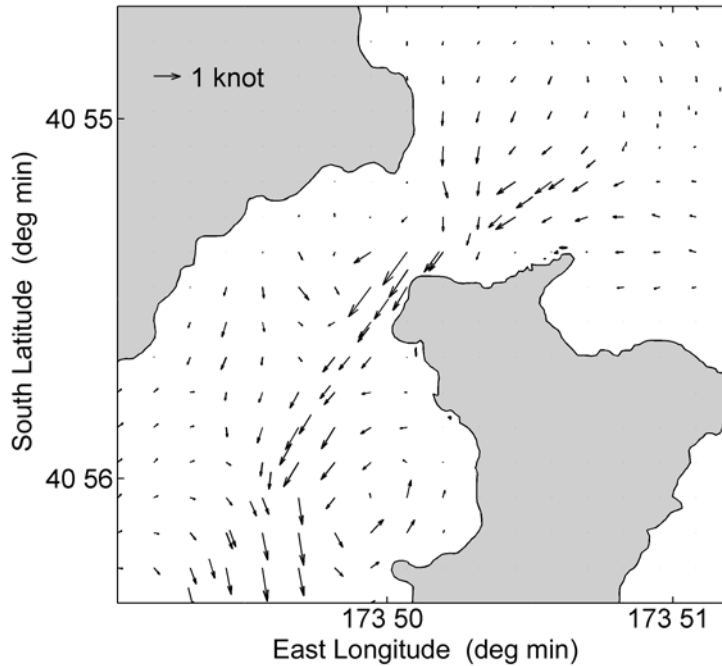 1 knot
40 55
South Latitude (deg min)
40 56
173 50
173 51
East Longitude (deg min)